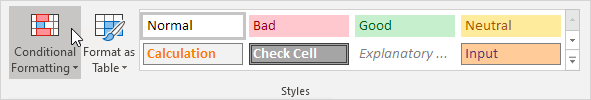 Conditional
Formatting
Format as
Table
Normal
Bad
Good
Neutral
Calculation
Check Cell
Explanatory ...
Input
Styles